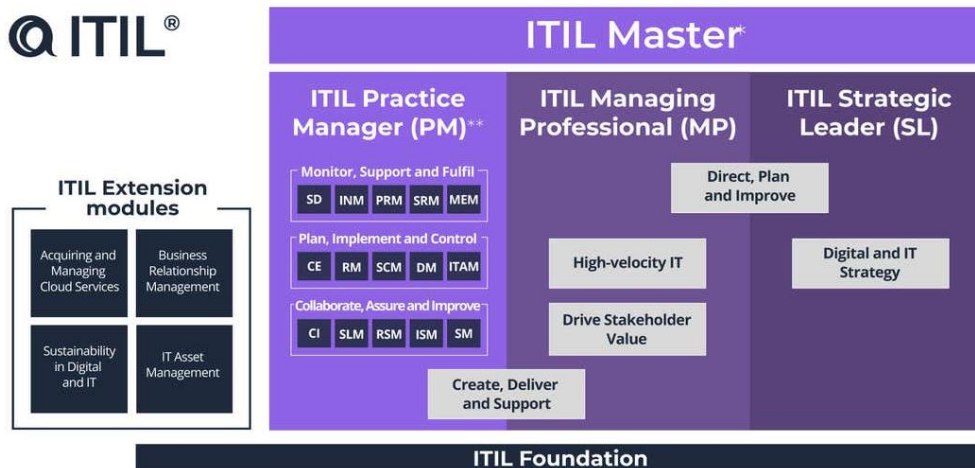 ITIL®
ITIL Master*
ITIL Practice
Manager (PM)**
ITIL Managing
Professional (MP)
ITIL Strategic
Leader (SL)
Monitor, Support and Fulfil
SD INM PRM SRM MEM
Plan, Implement and Control
CE RM SCM DM ITAM
Collaborate, Assure and Improve
CI SLM RSM ISM SM
Direct, Plan
and Improve
High-velocity IT
Digital and IT
Strategy
Drive Stakeholder
Value
Create, Deliver
and Support
ITIL Extension
modules
Acquiring and
Managing
Cloud Services
Business
Relationship
Management
Sustainability
in Digital
and IT
IT Asset
Management
ITIL Foundation